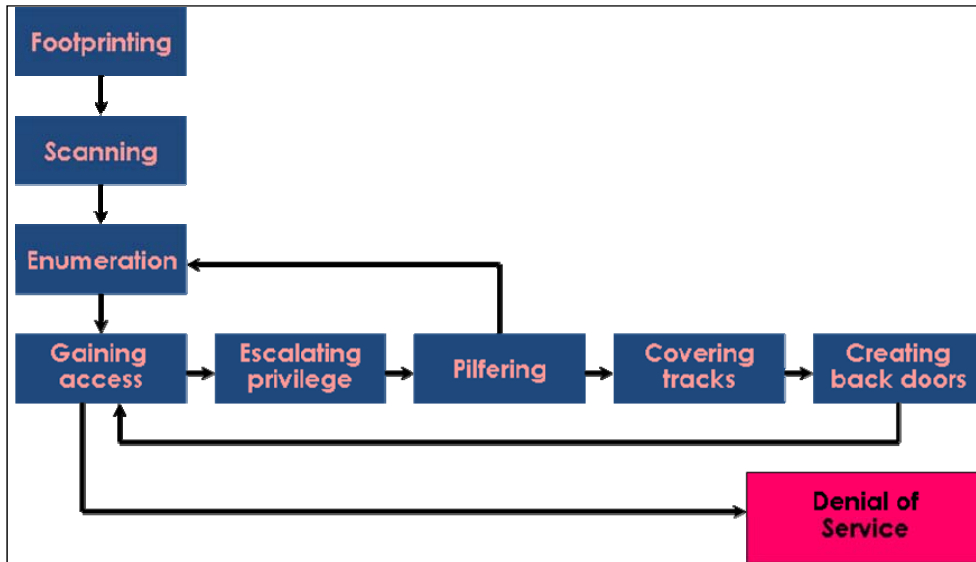 Footprinting
Scanning
Enumeration
Gaining
access
Escalating
privilege
Pilfering
Covering
tracks
Creating
back doors
Denial of
Service